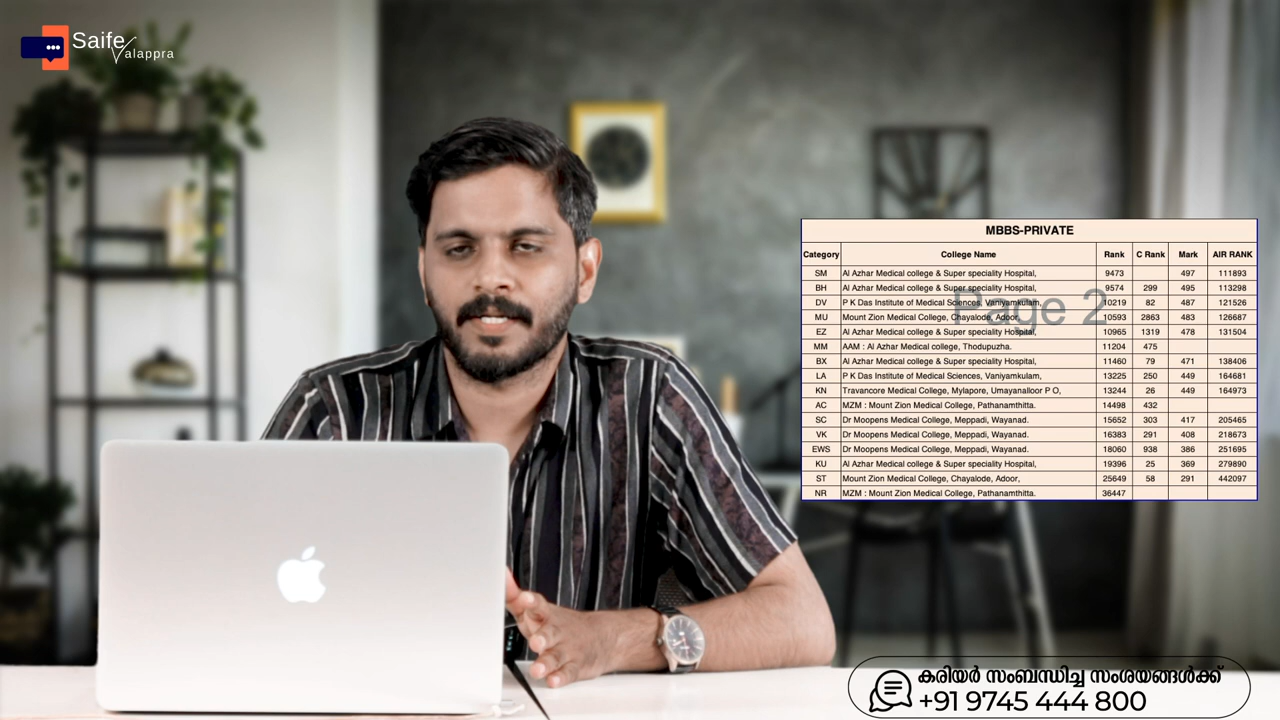 Saife
Valappra
MBBS-PRIVATE
Category College Name Rank C Rank Mark AIR RANK
SM Al Azhar Medical college & Super speciality Hospital, 9473 497 111893
BH Al Azhar Medical college & Super speciality Hospital, 9574 299 495 113298
DV P K Das Institute of Medical Sciences, Vaniyamkulam, 10219 82 487 121526
Page 2
MU Mount Zion Medical College, Chayalode, Adoor, 10593 2863 483 126687
EZ Al Azhar Medical college & Super speciality Hospital, 10965 1319 478 131504
MM AAM : Al Azhar Medical college, Thodupuzha. 11204 475
BX Al Azhar Medical college & Super speciality Hospital, 11460 79 471 138406
LA P K Das Institute of Medical Sciences, Vaniyamkulam, 13225 250 449 164681
KN Travancore Medical College, Mylapore, Umayanalloor P O, 13244 26 449 164973
AC MZM : Mount Zion Medical College, Pathanamthitta. 14498 432
SC Dr Moopens Medical College, Meppadi, Wayanad. 15652 303 417 205465
VK Dr Moopens Medical College, Meppadi, Wayanad. 16383 291 408 218673
EWS Dr Moopens Medical College, Meppadi, Wayanad. 18060 938 386 251695
KU Al Azhar Medical college & Super speciality Hospital, 19396 25 369 279890
ST Mount Zion Medical College, Chayalode, Adoor, 25649 58 291 442097
NR MZM : Mount Zion Medical College, Pathanamthitta. 36447
കരിയർ സംബന്ധിച്ച സംശയങ്ങൾക്ക്
+91 9745 444 800